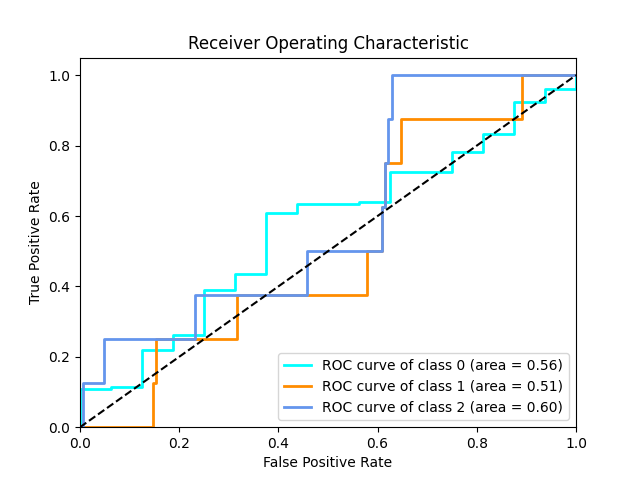 Receiver Operating Characteristic
1.0
0.8
0.6
0.4
0.2
0.0
True Positive Rate
ROC curve of class 0 (area = 0.56)
ROC curve of class 1 (area = 0.51)
ROC curve of class 2 (area = 0.60)
0.0 0.2 0.4 0.6 0.8 1.0
False Positive Rate